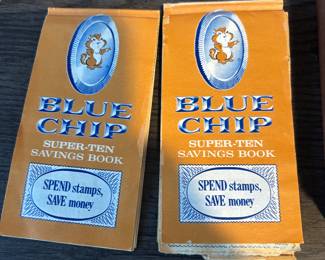 BLUE
CHIP
SUPER-TEN
SAVINGS BOOK
SPEND stamps,
SAVE money
BLUE
CHIP
SUPER-TEN
SAVINGS BOOK
SPEND stamps,
SAVE money